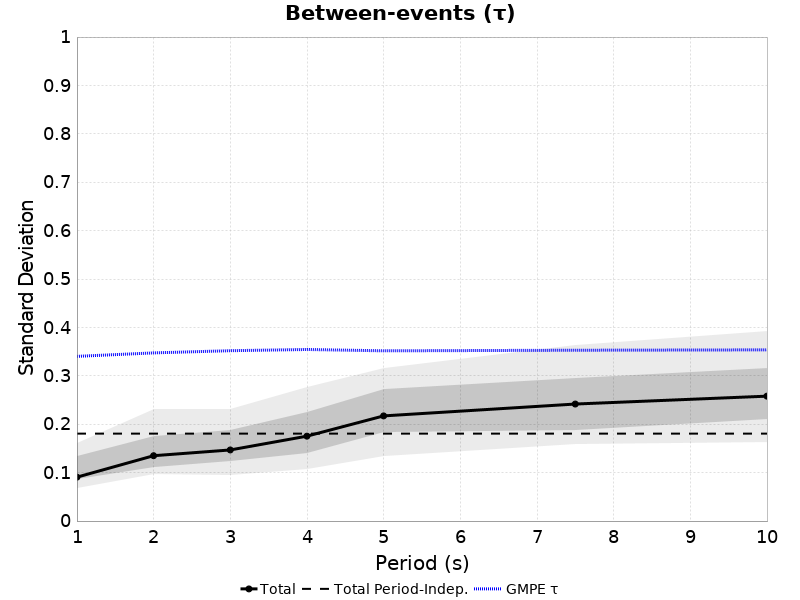 Between-events (τ)
Standard Deviation
1
0.9
0.8
0.7
0.6
0.5
0.4
0.3
0.2
0.1
0
1 2 3 4 5 6 7 8 9 10
Period (s)
Total Total Period-Indep. GMPE τ